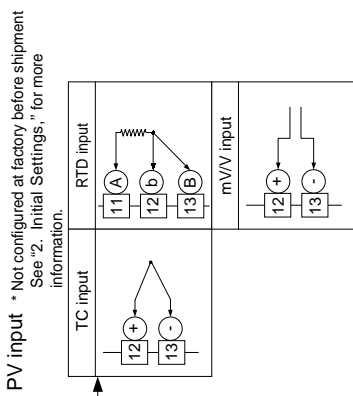 PV input * Not configured at factory before shipment
See “2. Initial Settings,” for more
information.
TC input
12 +
13 -
RTD input
11 A
12 b
13 B
mV/V input
12 +
13 -